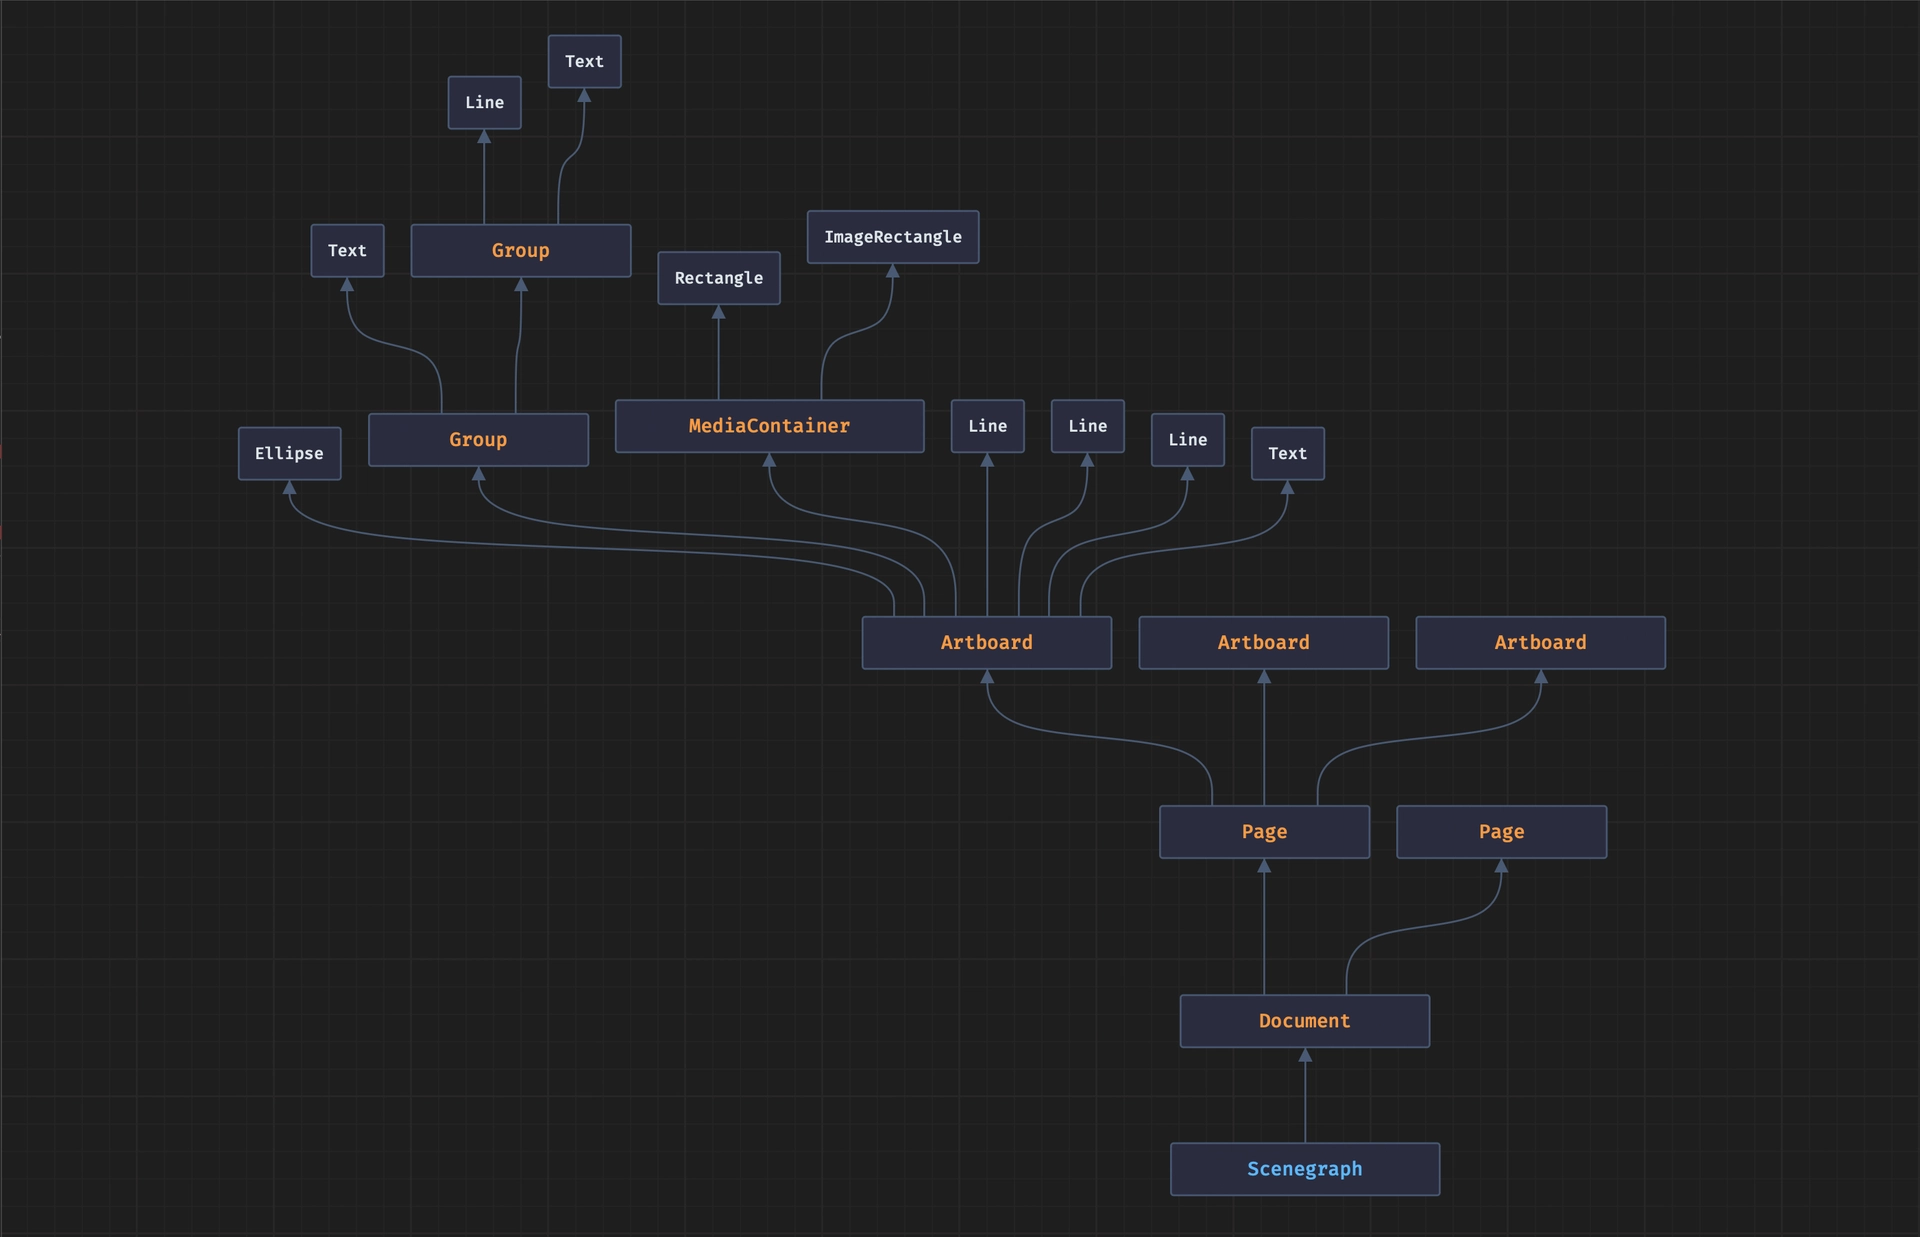 Text
Line
Text
Group
ImageRectangle
Rectangle
MediaContainer
Line
Line
Group
Line
Ellipse
Text
Artboard
Artboard
Artboard
Page
Page
Document
Scenegraph